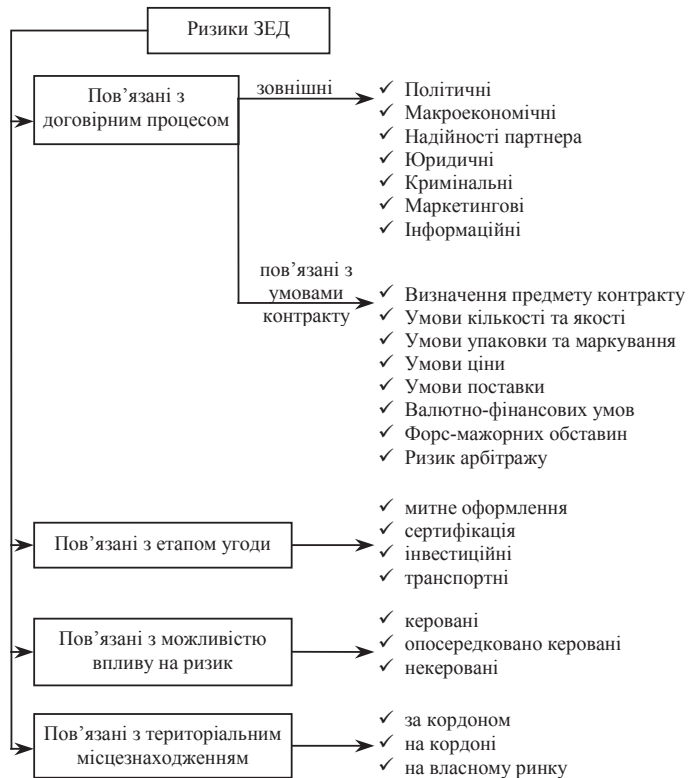 Ризики ЗЕД
Пов’язані з
договірним процесом
зовнішні
✓ Політичні
✓ Макроекономічні
✓ Надійності партнера
✓ Юридичні
✓ Кримінальні
✓ Маркетингові
✓ Інформаційні
пов’язані з
умовами
контракту
✓ Визначення предмету контракту
✓ Умови кількості та якості
✓ Умови упаковки та маркування
✓ Умови ціни
✓ Умови поставки
✓ Валютно-фінансових умов
✓ Форс-мажорних обставин
✓ Ризик арбітражу
Пов’язані з етапом угоди
✓ митне оформлення
✓ сертифікація
✓ інвестиційні
✓ транспортні
Пов’язані з можливістю
впливу на ризик
✓ керовані
✓ опосередковано керовані
✓ некеровані
Пов’язані з територіальним
місцезнаходженням
✓ за кордоном
✓ на кордоні
✓ на власному ринку